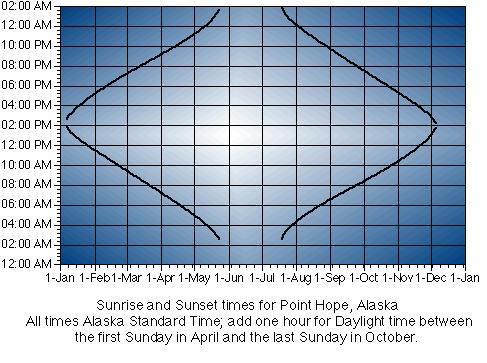 02:00 AM
12:00 AM
10:00 PM
08:00 PM
06:00 PM
04:00 PM
02:00 PM
12:00 PM
10:00 AM
08:00 AM
06:00 AM
04:00 AM
02:00 AM
12:00 AM
1-Jan 1-Feb 1-Mar 1-Apr 1-May 1-Jun 1-Jul 1-Aug 1-Sep 1-Oct 1-Nov 1-Dec 1-Jan
Sunrise and Sunset times for Point Hope, Alaska
All times Alaska Standard Time; add one hour for Daylight time between
the first Sunday in April and the last Sunday in October.